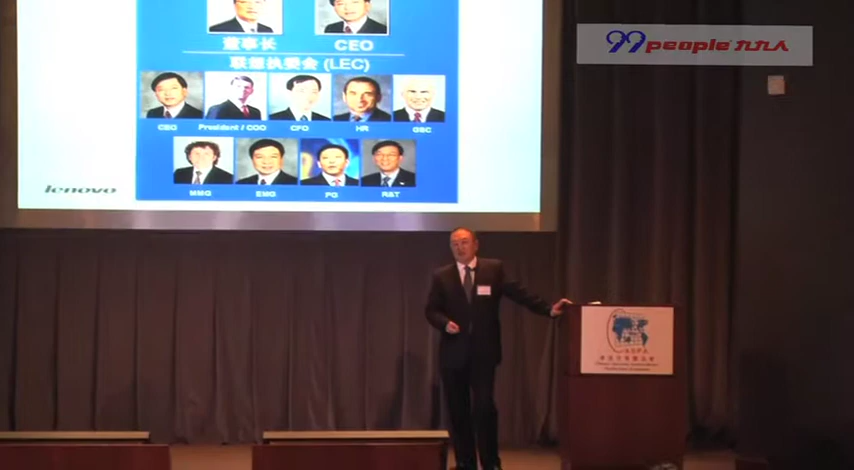 99people 九九人
董事长 CEO
联想执委会 (LEC)
CEO President / COO CFO HR GSC
MMG EMG PG R&T
lenovo
CASPA